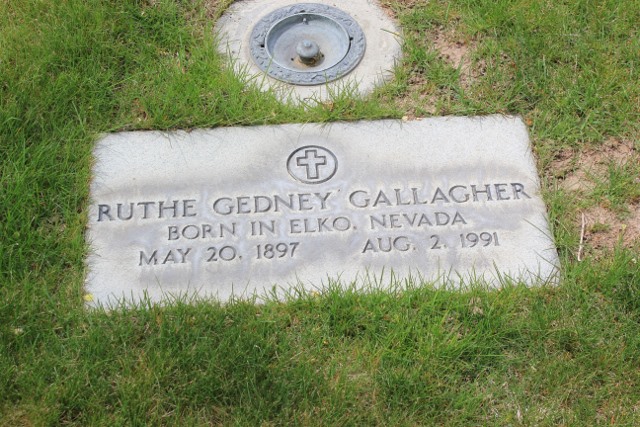 RUTHE GEDNEY GALLAGHER
BORN IN ELKO, NEVADA
MAY 20, 1897 AUG. 2, 1991